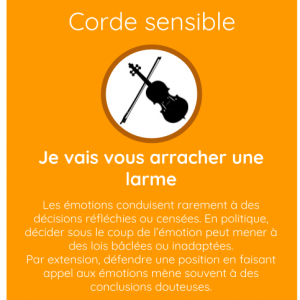 Corde sensible
Je vais vous arracher une
larme
Les émotions conduisent rarement à des
décisions réfléchies ou censées. En politique,
décider sous le coup de l'émotion peut mener à
des lois bâclées ou inadaptées.
Par extension, défendre une position en faisant
appel aux émotions mène souvent à des
conclusions douteuses.